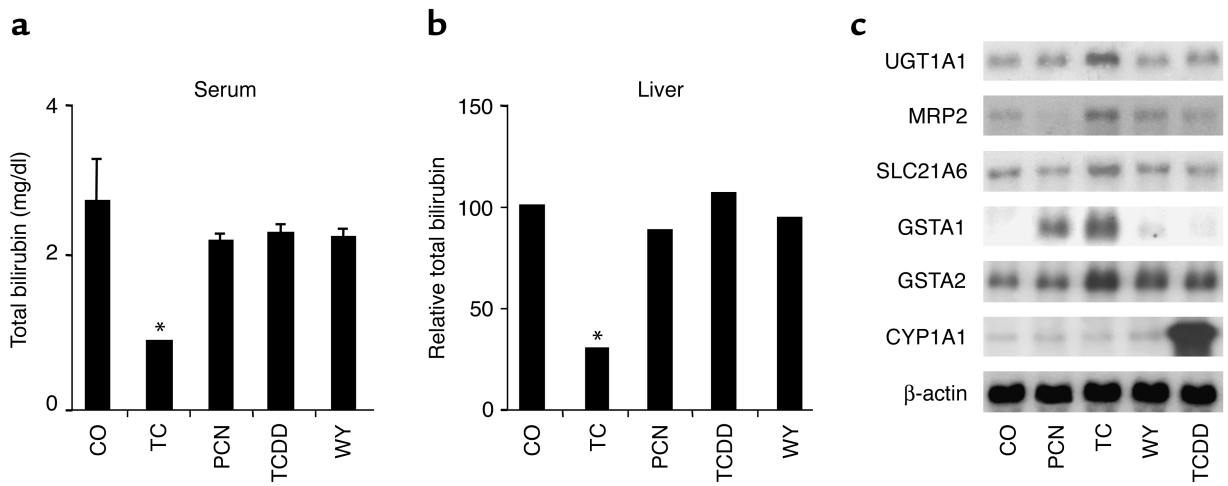 a
Serum
Total bilirubin (mg/dl)
4
2
0
CO
TC
PCN
TCDD
WY
*
b
Liver
Relative total bilirubin
150
100
50
0
CO
TC
PCN
TCDD
WY
*
c
UGT1A1
MRP2
SLC21A6
GSTA1
GSTA2
CYP1A1
β-actin
CO
PCN
TC
WY
TCDD